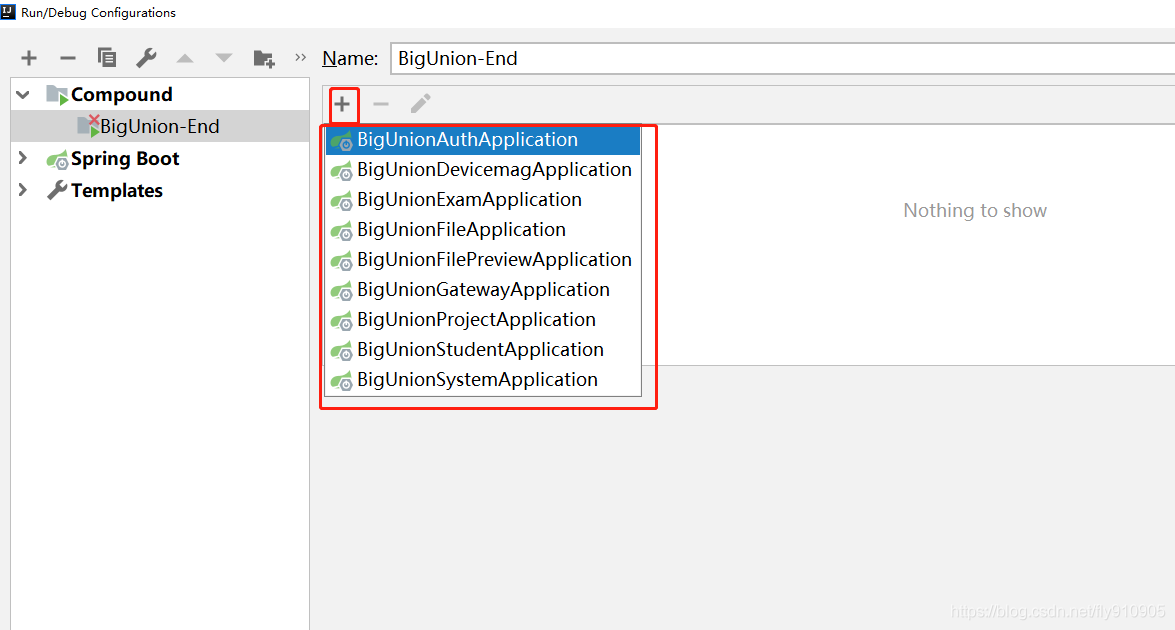 Run/Debug Configurations
Name: BigUnion-End
Compound
BigUnion-End
Spring Boot
Templates
BigUnionAuthApplication
BigUnionDevicemagApplication
BigUnionExamApplication
BigUnionFileApplication
BigUnionFilePreviewApplication
BigUnionGatewayApplication
BigUnionProjectApplication
BigUnionStudentApplication
BigUnionSystemApplication
Nothing to show
https://blog.csdn.net/fly910905